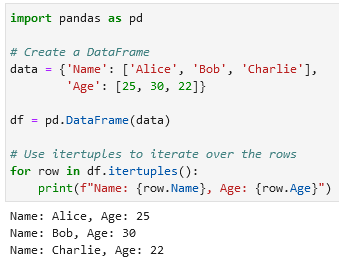 import pandas as pd
# Create a DataFrame
data = {'Name': ['Alice', 'Bob', 'Charlie'],
        'Age': [25, 30, 22]}
df = pd.DataFrame(data)
# Use itertuples to iterate over the rows
for row in df.itertuples():
    print(f"Name: {row.Name}, Age: {row.Age}")
Name: Alice, Age: 25
Name: Bob, Age: 30
Name: Charlie, Age: 22